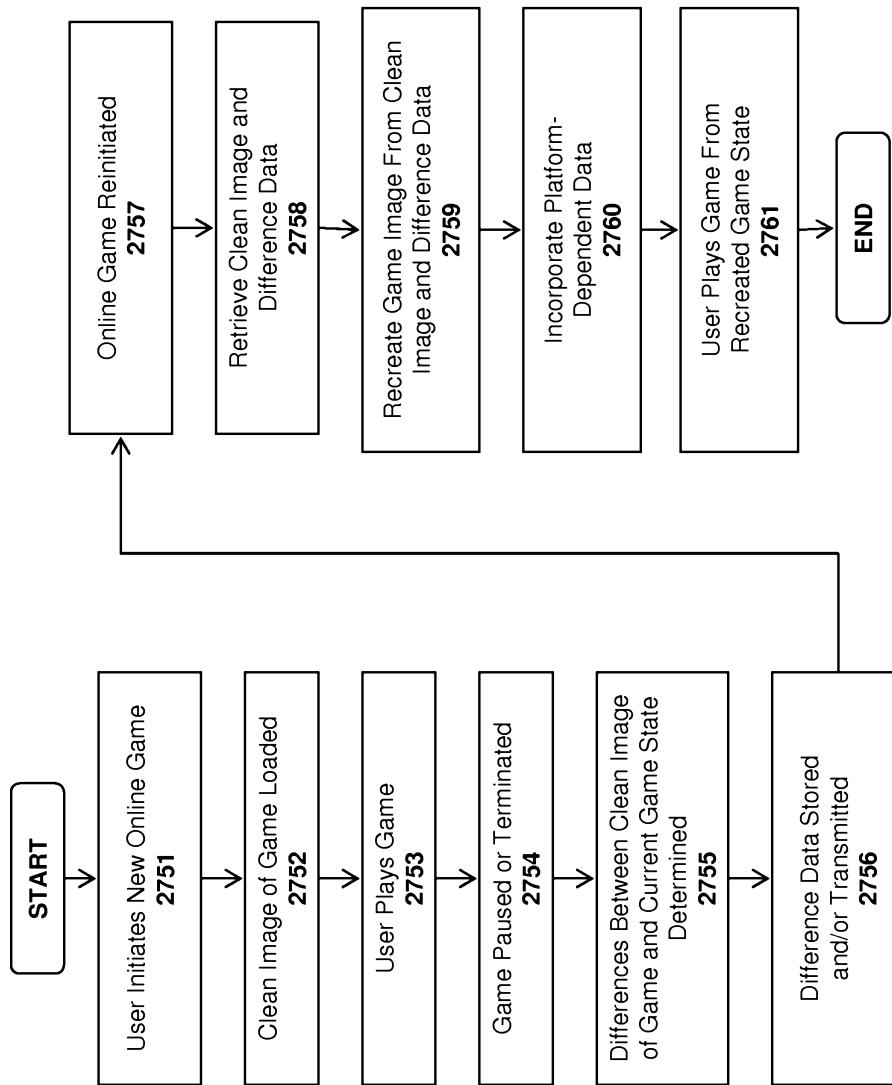 START
User Initiates New Online Game
2751
Clean Image of Game Loaded
2752
User Plays Game
2753
Game Paused or Terminated
2754
Differences Between Clean Image
of Game and Current Game State
Determined
2755
Difference Data Stored
and/or Transmitted
2756
Online Game Reinitiated
2757
Retrieve Clean Image and
Difference Data
2758
Recreate Game Image From Clean
Image and Difference Data
2759
Incorporate Platform-
Dependent Data
2760
User Plays Game From
Recreated Game State
2761
END